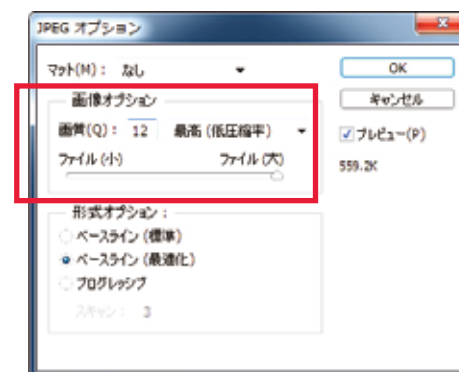 JPEG オプション
マット(M)： なし
OK
画像オプション
キャンセル
画質(Q)： 12 最高 (低圧縮率)
プレビュー(P)
ファイル (小) ファイル (大)
559.2K
形式オプション：
ベースライン (標準)
ベースライン (最適化)
プログレッシブ
スキャン： 3